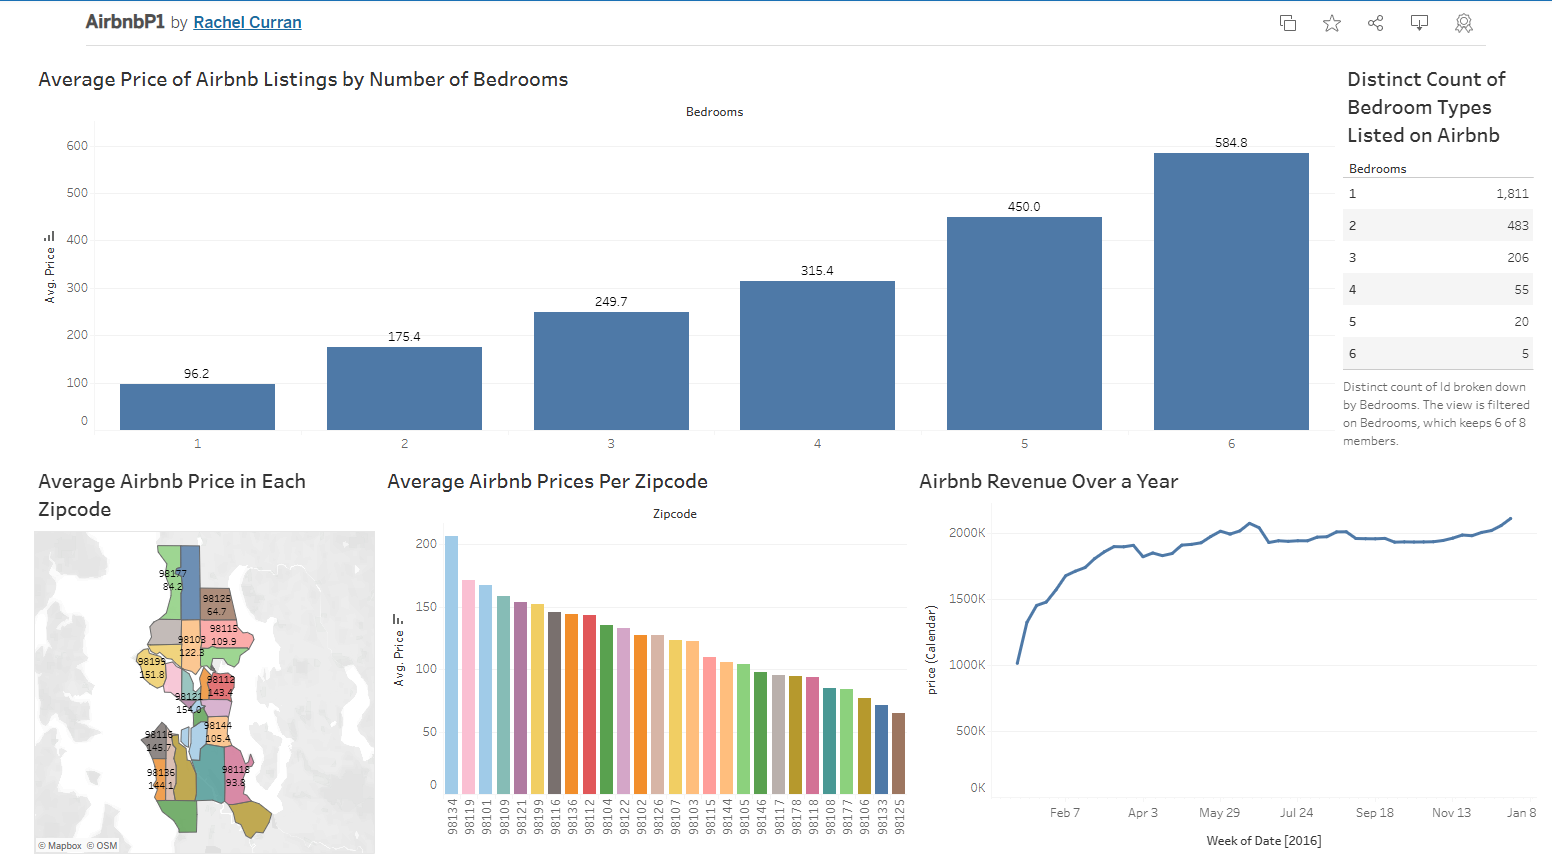 AirbnbP1 by Rachel Curran
Average Price of Airbnb Listings by Number of Bedrooms
Bedrooms
Avg. Price
600
500
400
300
200
100
0
96.2
175.4
249.7
315.4
450.0
584.8
1
2
3
4
5
6
Distinct Count of
Bedroom Types
Listed on Airbnb
Bedrooms
1 1,811
2 483
3 206
4 55
5 20
6 5
Distinct count of Id broken down
by Bedrooms. The view is filtered
on Bedrooms, which keeps 6 of 8
members.
Average Airbnb Price in Each
Zipcode
98177
84.2
98125
64.7
98115
109.9
98103
122.3
98199
151.8
98112
143.4
98121
154.0
98144
105.4
98116
145.7
98136
144.1
98118
93.8
© Mapbox © OSM
Average Airbnb Prices Per Zipcode
Zipcode
Avg. Price
200
150
100
50
0
98134
98119
98101
98109
98121
98199
98116
98136
98112
98104
98122
98102
98126
98107
98103
98115
98144
98105
98146
98117
98178
98118
98108
98177
98106
98133
98125
Airbnb Revenue Over a Year
price (Calendar)
2000K
1500K
1000K
500K
0K
Feb 7
Apr 3
May 29
Jul 24
Sep 18
Nov 13
Jan 8
Week of Date [2016]